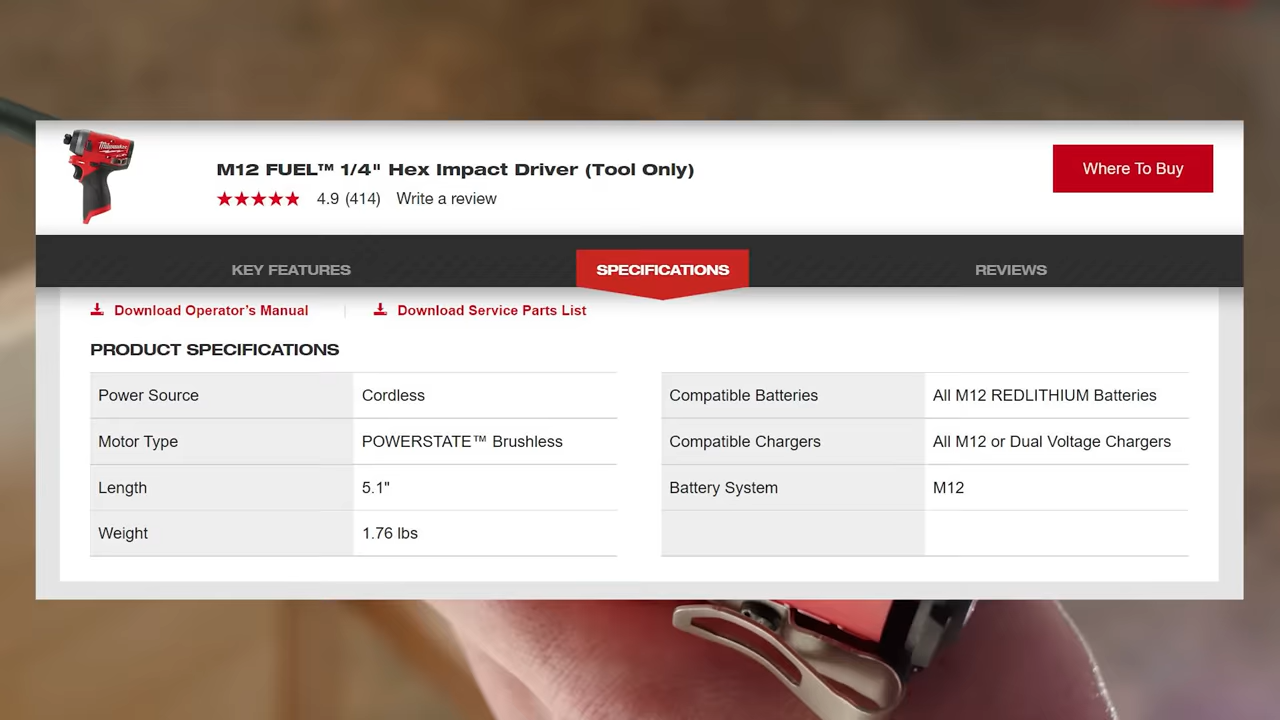 M12 FUEL™ 1/4" Hex Impact Driver (Tool Only)
4.9 (414) Write a review
Where To Buy
KEY FEATURES
SPECIFICATIONS
REVIEWS
Download Operator’s Manual
Download Service Parts List
PRODUCT SPECIFICATIONS
Power Source Cordless
Motor Type POWERSTATE™ Brushless
Length 5.1"
Weight 1.76 lbs
Compatible Batteries All M12 REDLITHIUM Batteries
Compatible Chargers All M12 or Dual Voltage Chargers
Battery System M12
Milwaukee